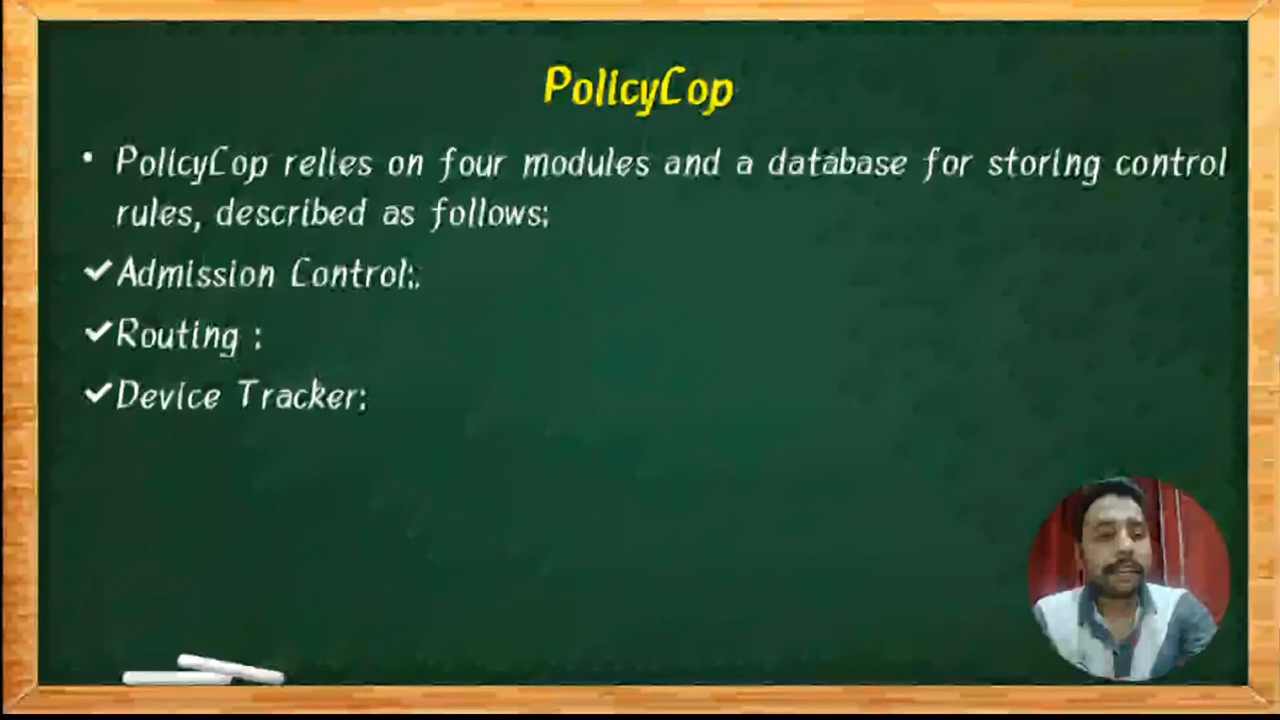 PolicyCop
• PolicyCop relies on four modules and a database for storing control
rules, described as follows:
✔Admission Control:.
✔Routing :
✔Device Tracker: